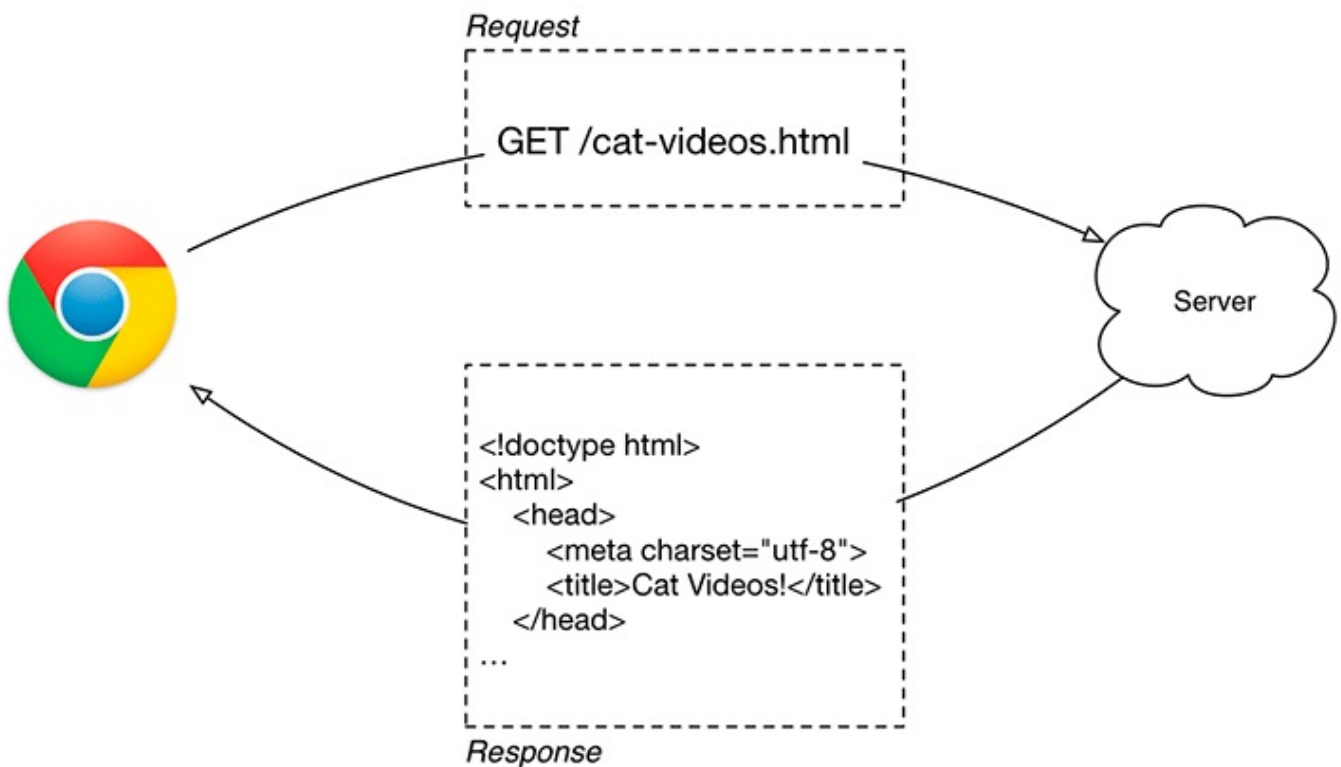 Request
GET /cat-videos.html
Server
<!doctype html>
<html>
<head>
<meta charset="utf-8">
<title>Cat Videos!</title>
</head>
...
Response